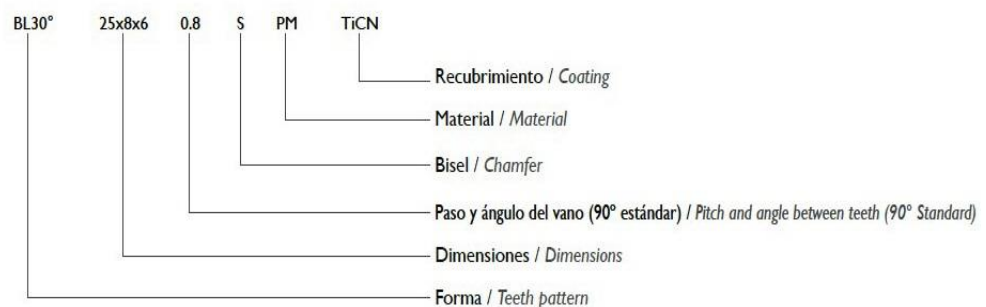 BL30° 25x8x6 0.8 S PM TiCN
Recubrimiento / Coating
Material / Material
Bisel / Chamfer
Paso y ángulo del vano (90° estándar) / Pitch and angle between teeth (90° Standard)
Dimensiones / Dimensions
Forma / Teeth pattern